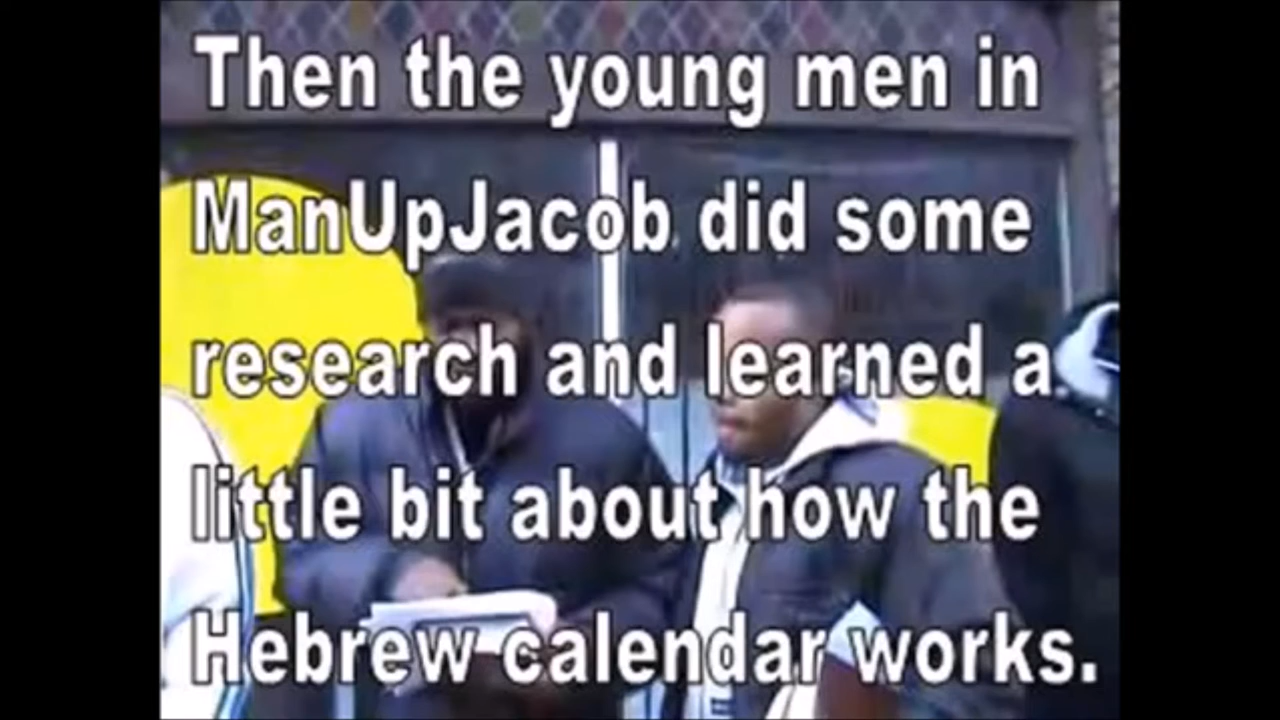 Then the young men in
ManUpJacob did some
research and learned a
little bit about how the
Hebrew calendar works.